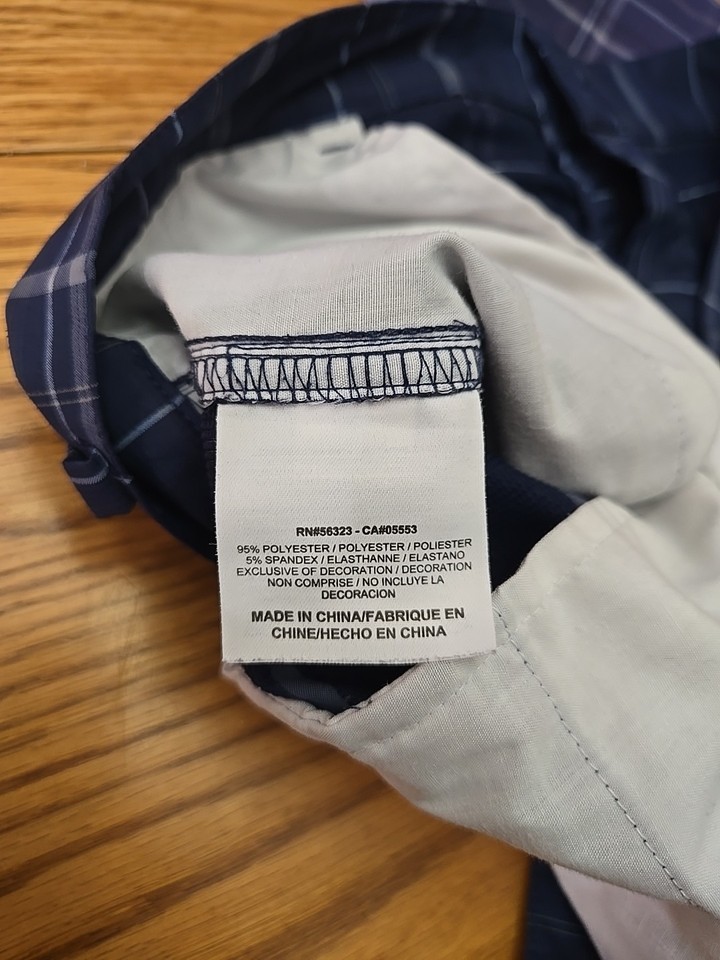 RN#56323 - CA#05553
95% POLYESTER / POLYESTER / POLIESTER
5% SPANDEX / ELASTHANNE / ELASTANO
EXCLUSIVE OF DECORATION / DECORATION
NON COMPRISE / NO INCLUYE LA
DECORACION
MADE IN CHINA/FABRIQUE EN
CHINE/HECHO EN CHINA